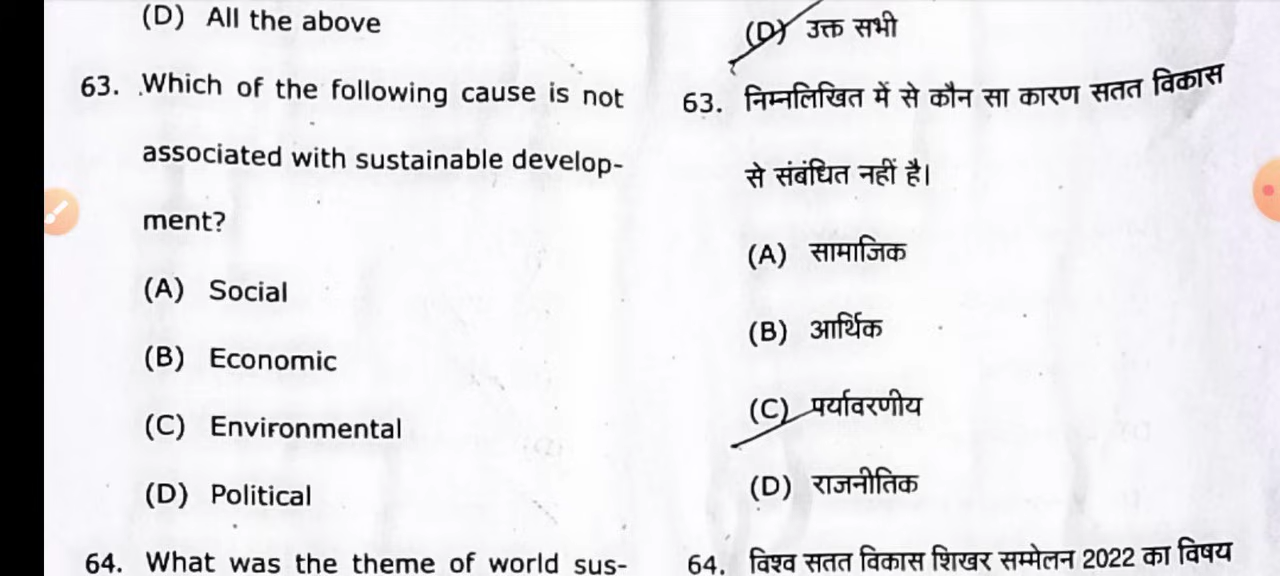 (D) All the above
63. Which of the following cause is not
associated with sustainable develop-
ment?
(A) Social
(B) Economic
(C) Environmental
(D) Political
64. What was the theme of world sus-
(D) उक्त सभी
63. निम्नलिखित में से कौन सा कारण सतत विकास
से संबंधित नहीं है।
(A) सामाजिक
(B) आर्थिक
(C) पर्यावरणीय
(D) राजनीतिक
64. विश्व सतत विकास शिखर सम्मेलन 2022 का विषय